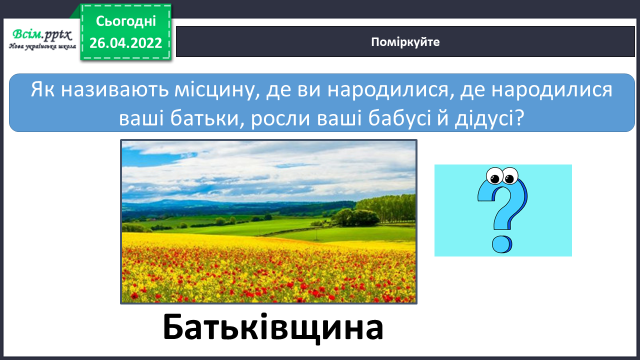 Всім.pptx
Нова українська школа
Сьогодні
26.04.2022
Поміркуйте
Як називають місцину, де ви народилися, де народилися
ваші батьки, росли ваші бабусі й дідусі?
?
Батьківщина